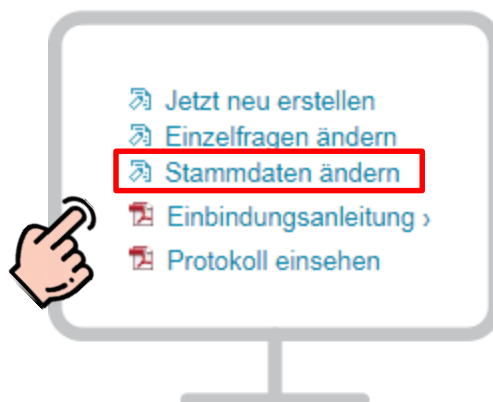 Jetzt neu erstellen
Einzelfragen ändern
Stammdaten ändern
Einbindungsanleitung ›
Protokoll einsehen